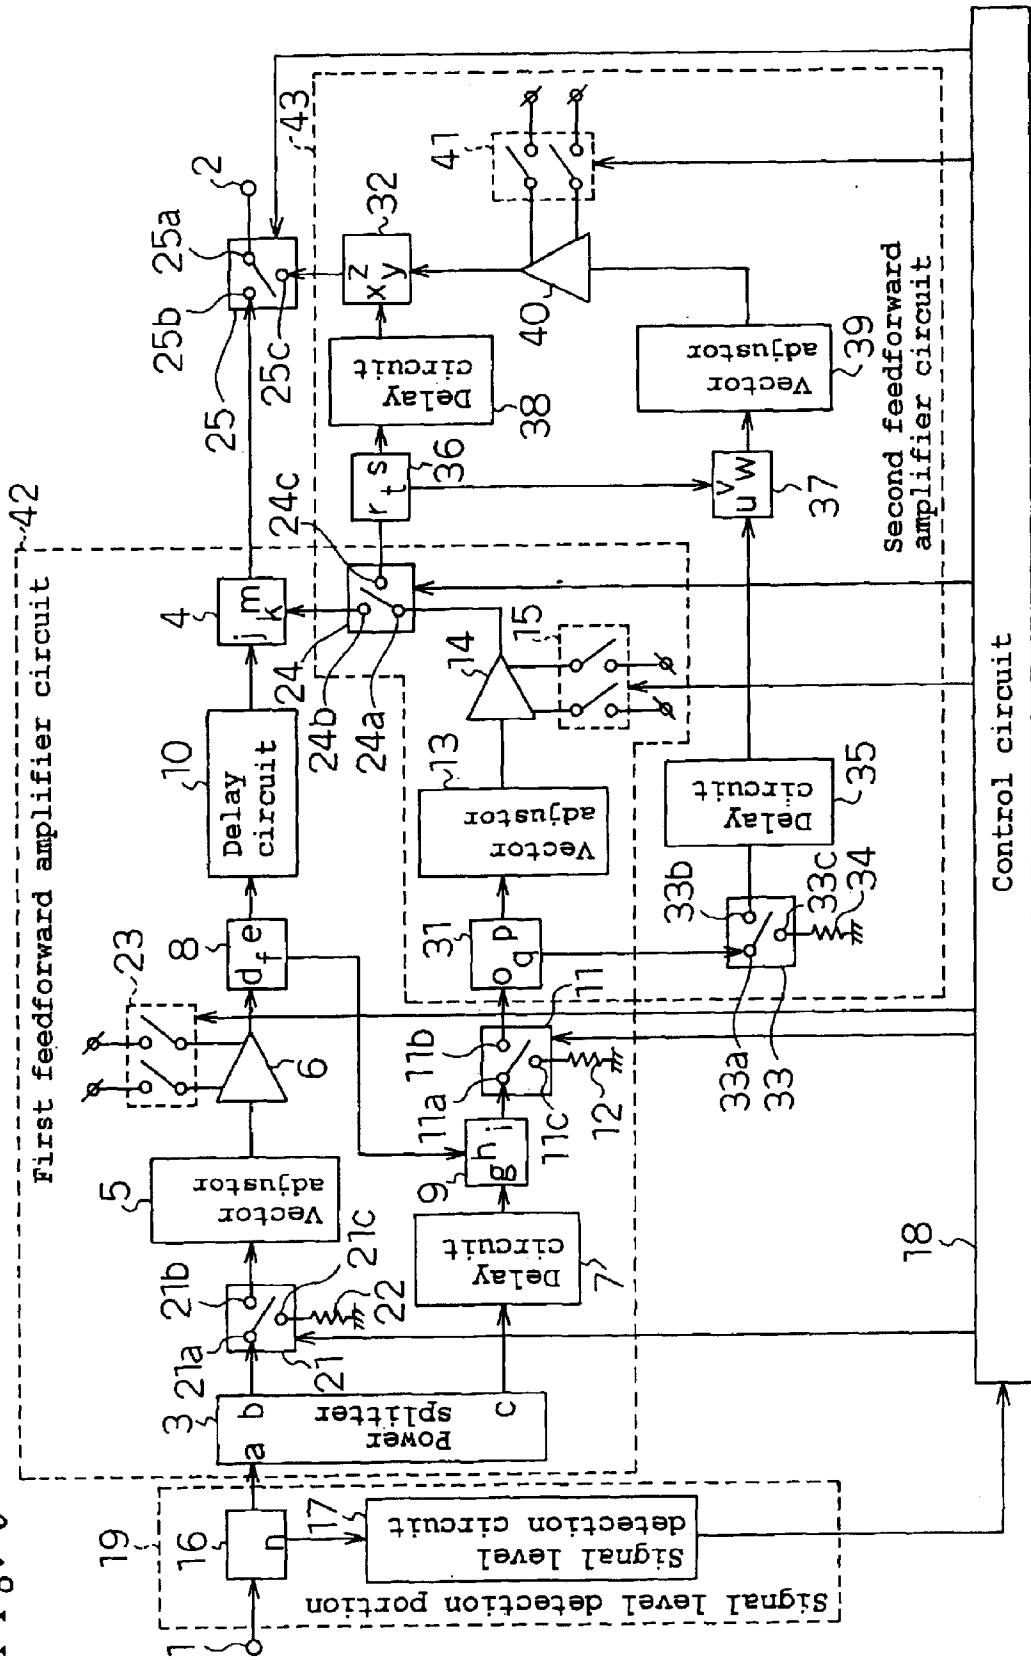 First feedforward amplifier circuit
42
19
1
16
n
17
Signal level
detection circuit
Signal level detection portion
3
a
b
c
Power
splitter
21a
21b
21
21c
22
5
Vector
adjustor
23
6
8
d
e
f
10
Delay
circuit
4
j
m
k
25
25b
25a
25c
2
43
24
24b
24a
24c
7
Delay
circuit
9
g
h
i
11a
11b
11
11c
12
31
o
p
q
13
Vector
adjustor
14
15
33a
33b
33
33c
34
35
Delay
circuit
36
r
s
t
38
Delay
circuit
32
x
z
y
37
u
v
w
39
Vector
adjustor
40
41
Second feedforward
amplifier circuit
18
Control circuit